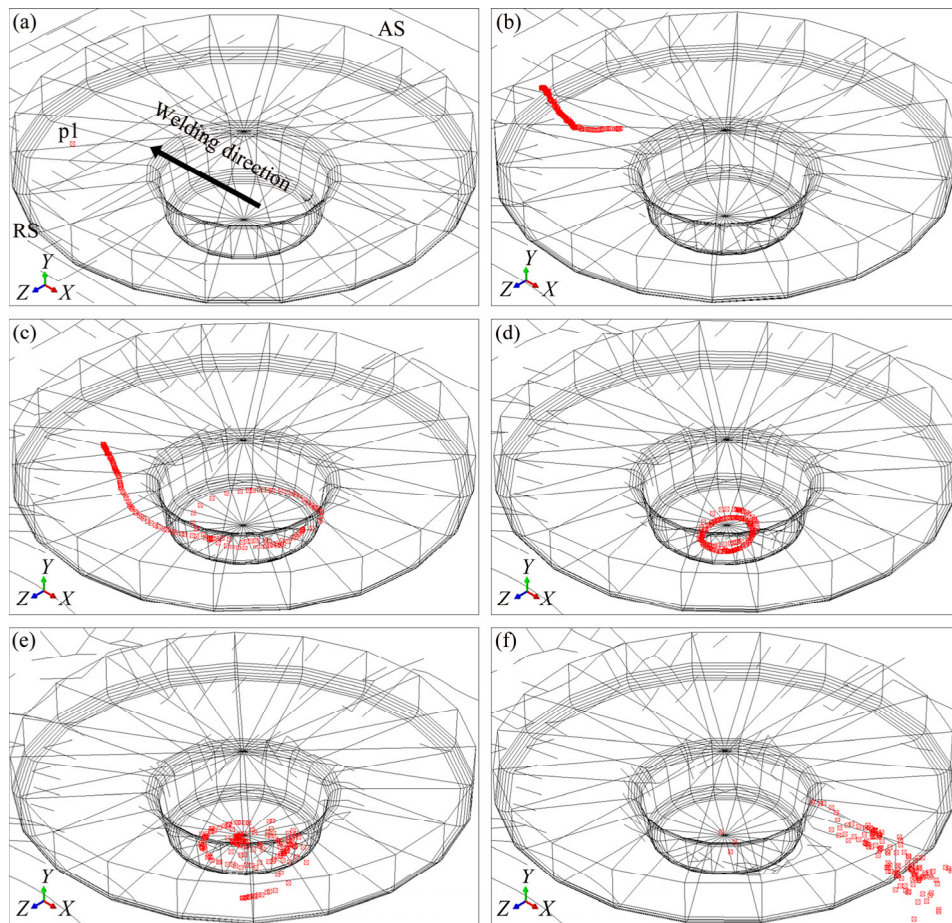 (a)
AS
p1
Welding direction
RS
Y
Z
X
(b)
Y
Z
X
(c)
Y
Z
X
(d)
Y
Z
X
(e)
Y
Z
X
(f)
Y
Z
X